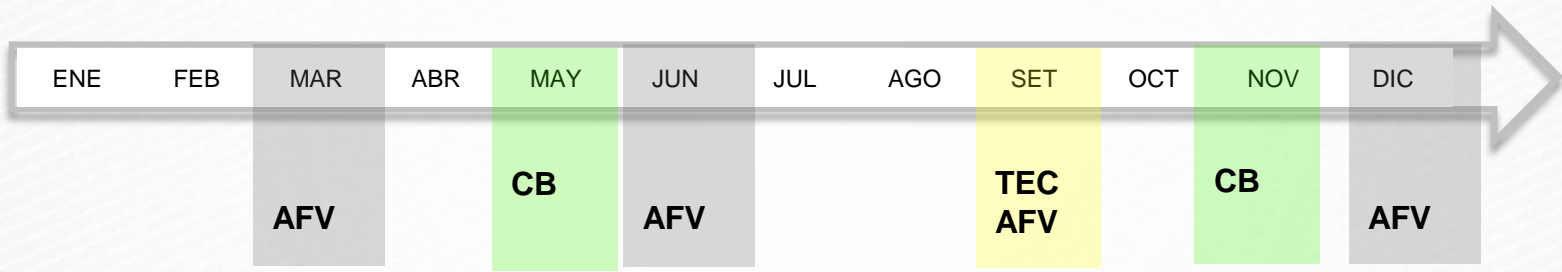 ENE FEB MAR ABR MAY JUN JUL AGO SET OCT NOV DIC
CB TEC CB
AFV AFV AFV AFV